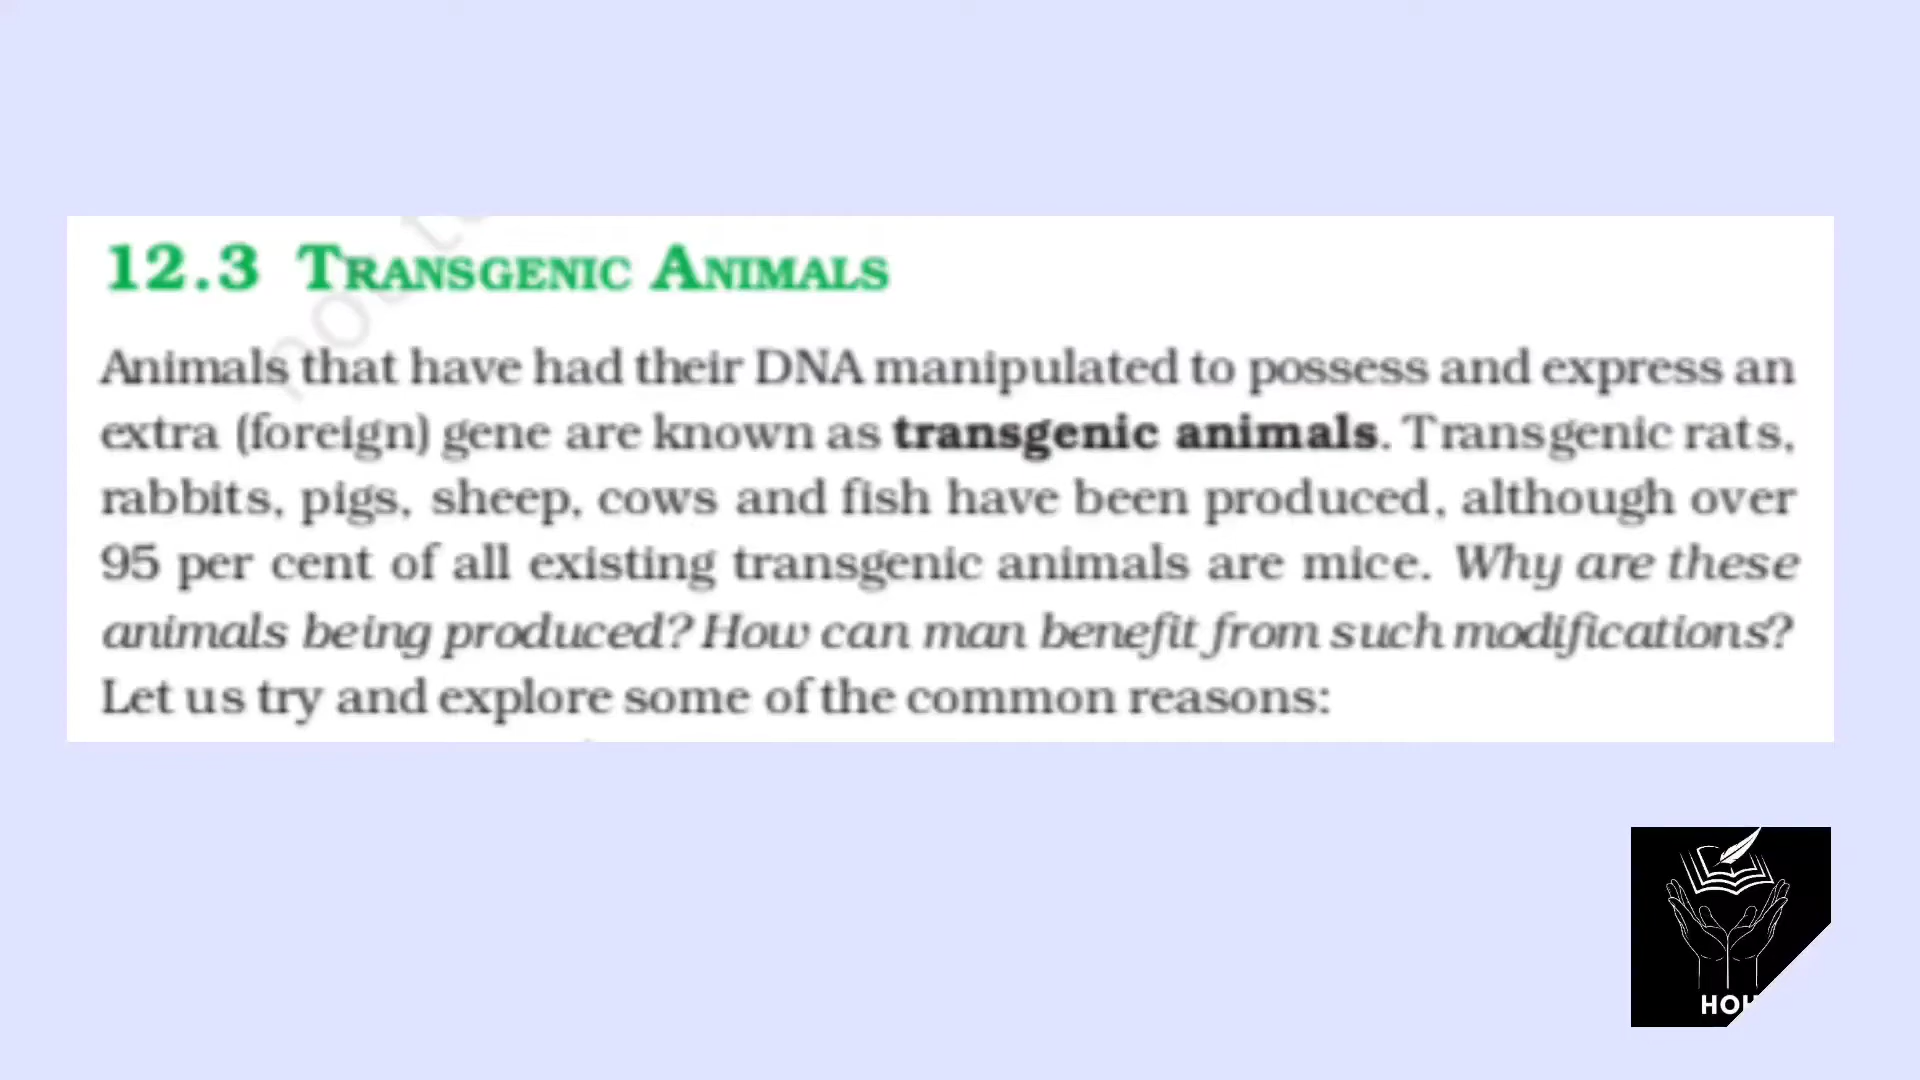 12.3 TRANSGENIC ANIMALS
Animals that have had their DNA manipulated to possess and express an
extra (foreign) gene are known as transgenic animals. Transgenic rats,
rabbits, pigs, sheep, cows and fish have been produced, although over
95 per cent of all existing transgenic animals are mice. Why are these
animals being produced? How can man benefit from such modifications?
Let us try and explore some of the common reasons: